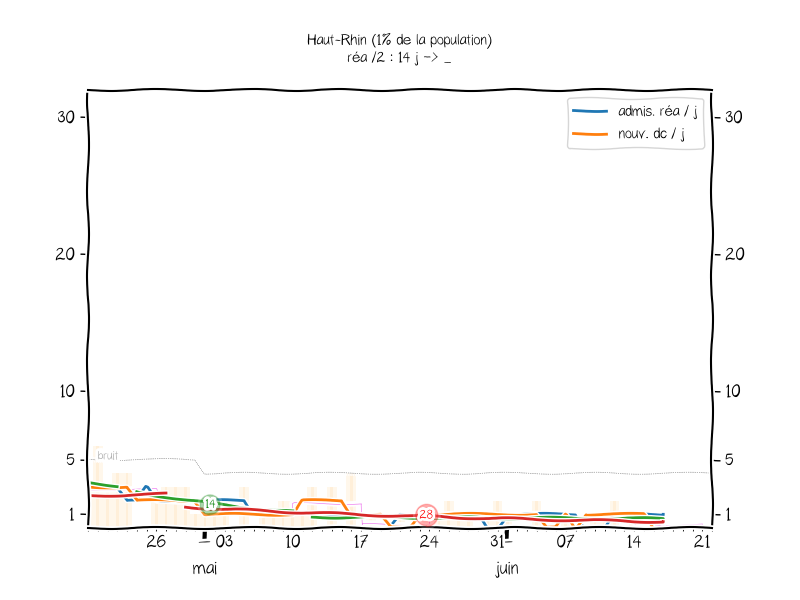 Haut-Rhin (1% de la population)
réa /2 : 14 j -> _
30 30
admis. réa / j
nouv. dc / j
20 20
10 10
5 bruit 5
14
1 28 1
26 03 10 17 24 31 07 14 21
mai juin